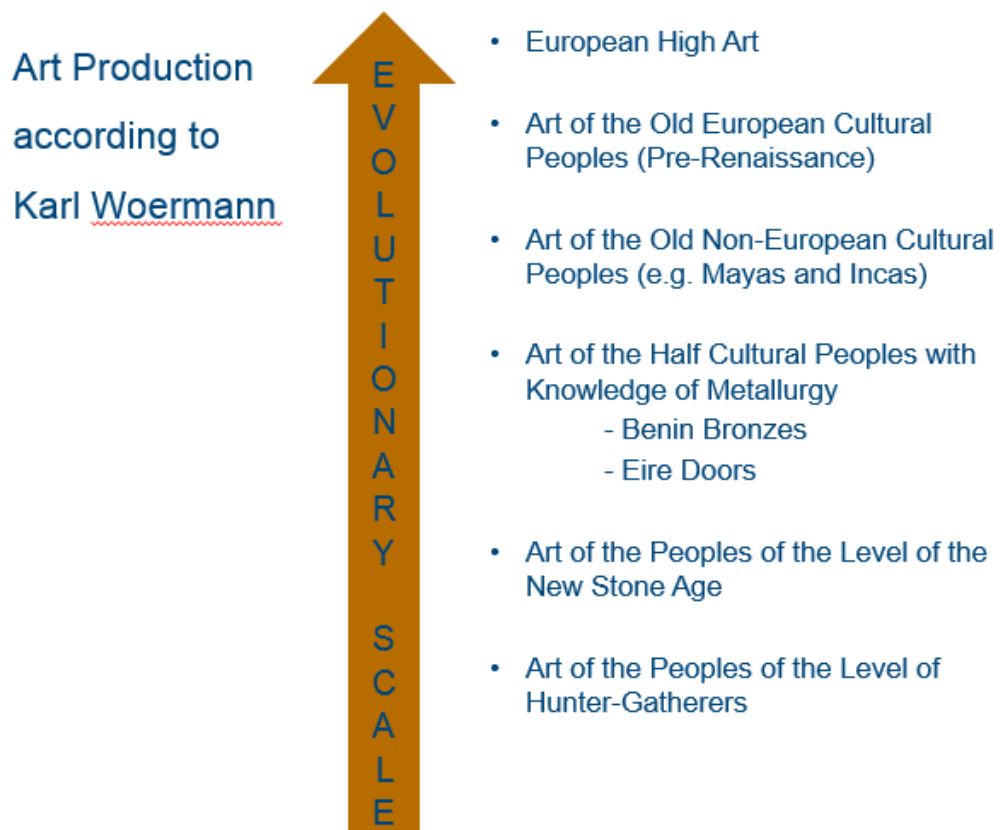 Art Production
according to
Karl Woermann
EVOLUTIONARY SCALE
• European High Art
• Art of the Old European Cultural
Peoples (Pre-Renaissance)
• Art of the Old Non-European Cultural
Peoples (e.g. Mayas and Incas)
• Art of the Half Cultural Peoples with
Knowledge of Metallurgy
- Benin Bronzes
- Eire Doors
• Art of the Peoples of the Level of the
New Stone Age
• Art of the Peoples of the Level of
Hunter-Gatherers